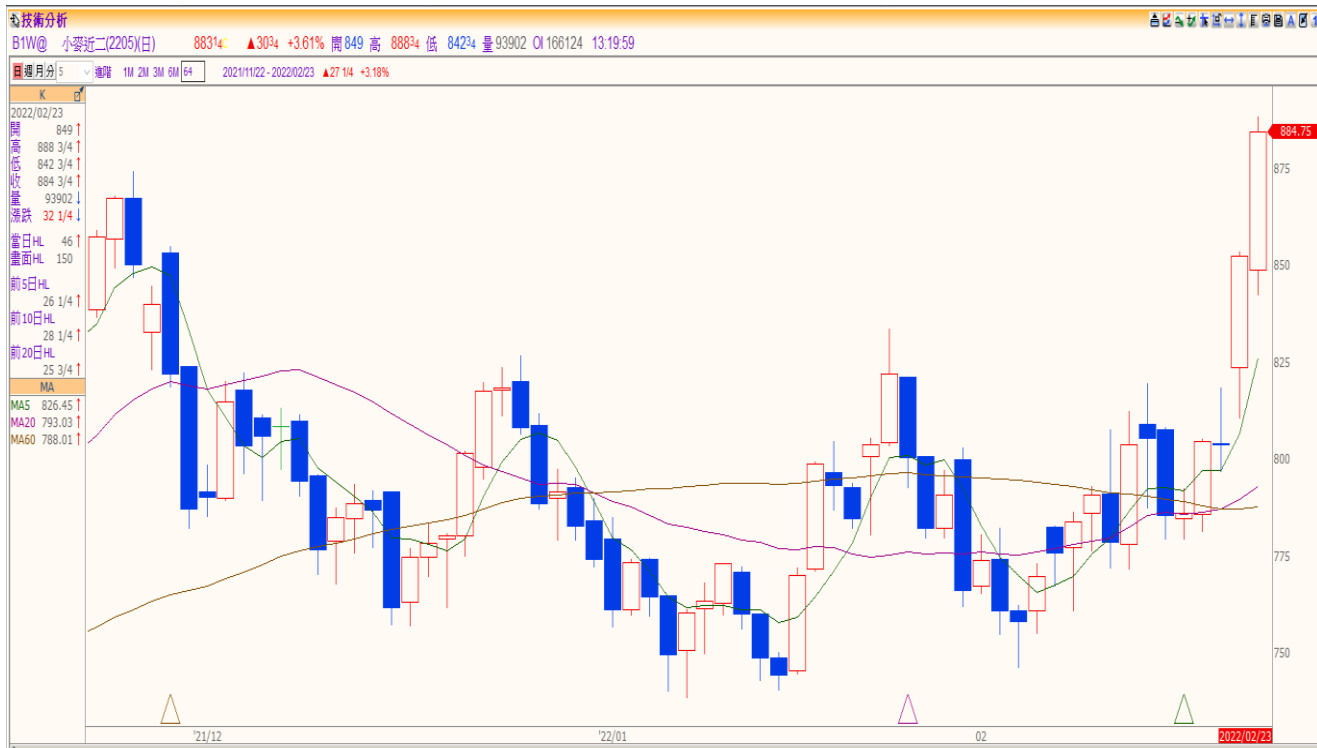 技術分析
B1W@ 小麥近二(2205)(日) 883 1/4 ▲30 3/4 +3.61% 開 849 高 888 3/4 低 842 3/4 量 93902 OI 166124 13:19:59
日 週 月 分 5 進階 1M 2M 3M 6M 64 2021/11/22 - 2022/02/23 ▲27 1/4 +3.18%
K
2022/02/23
開 849 ↑
高 888 3/4 ↑
低 842 3/4 ↑
收 884 3/4 ↑
量 93902 ↓
漲跌 32 1/4 ↓
當日HL 46 ↑
畫面HL 150
前5日HL
26 1/4 ↑
前10日HL
28 1/4 ↑
前20日HL
25 3/4 ↑
MA
MA5 826.45 ↑
MA20 793.03 ↑
MA60 788.01 ↑
884.75
875
850
825
800
775
750
'21/12 '22/01 02 2022/02/23